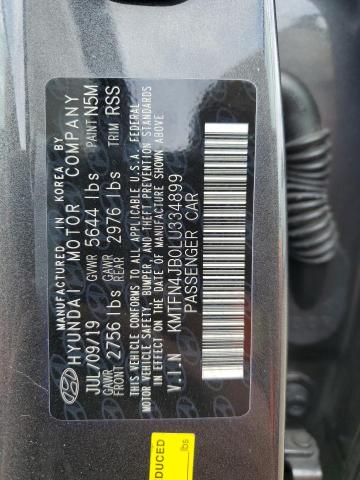 MANUFACTURED IN KOREA BY
HYUNDAI MOTOR COMPANY
JUL/09/19 GVWR 5644 lbs PAINT N5M
GAWR FRONT 2756 lbs GAWR REAR 2976 lbs TRIM RSS
THIS VEHICLE CONFORMS TO ALL APPLICABLE U.S.A. FEDERAL
MOTOR VEHICLE SAFETY, BUMPER, AND THEFT PREVENTION STANDARDS
IN EFFECT ON THE DATE OF MANUFACTURE SHOWN ABOVE.
V.I.N KMTFN4JB0LU334899
PASSENGER CAR
DUCED
lbs